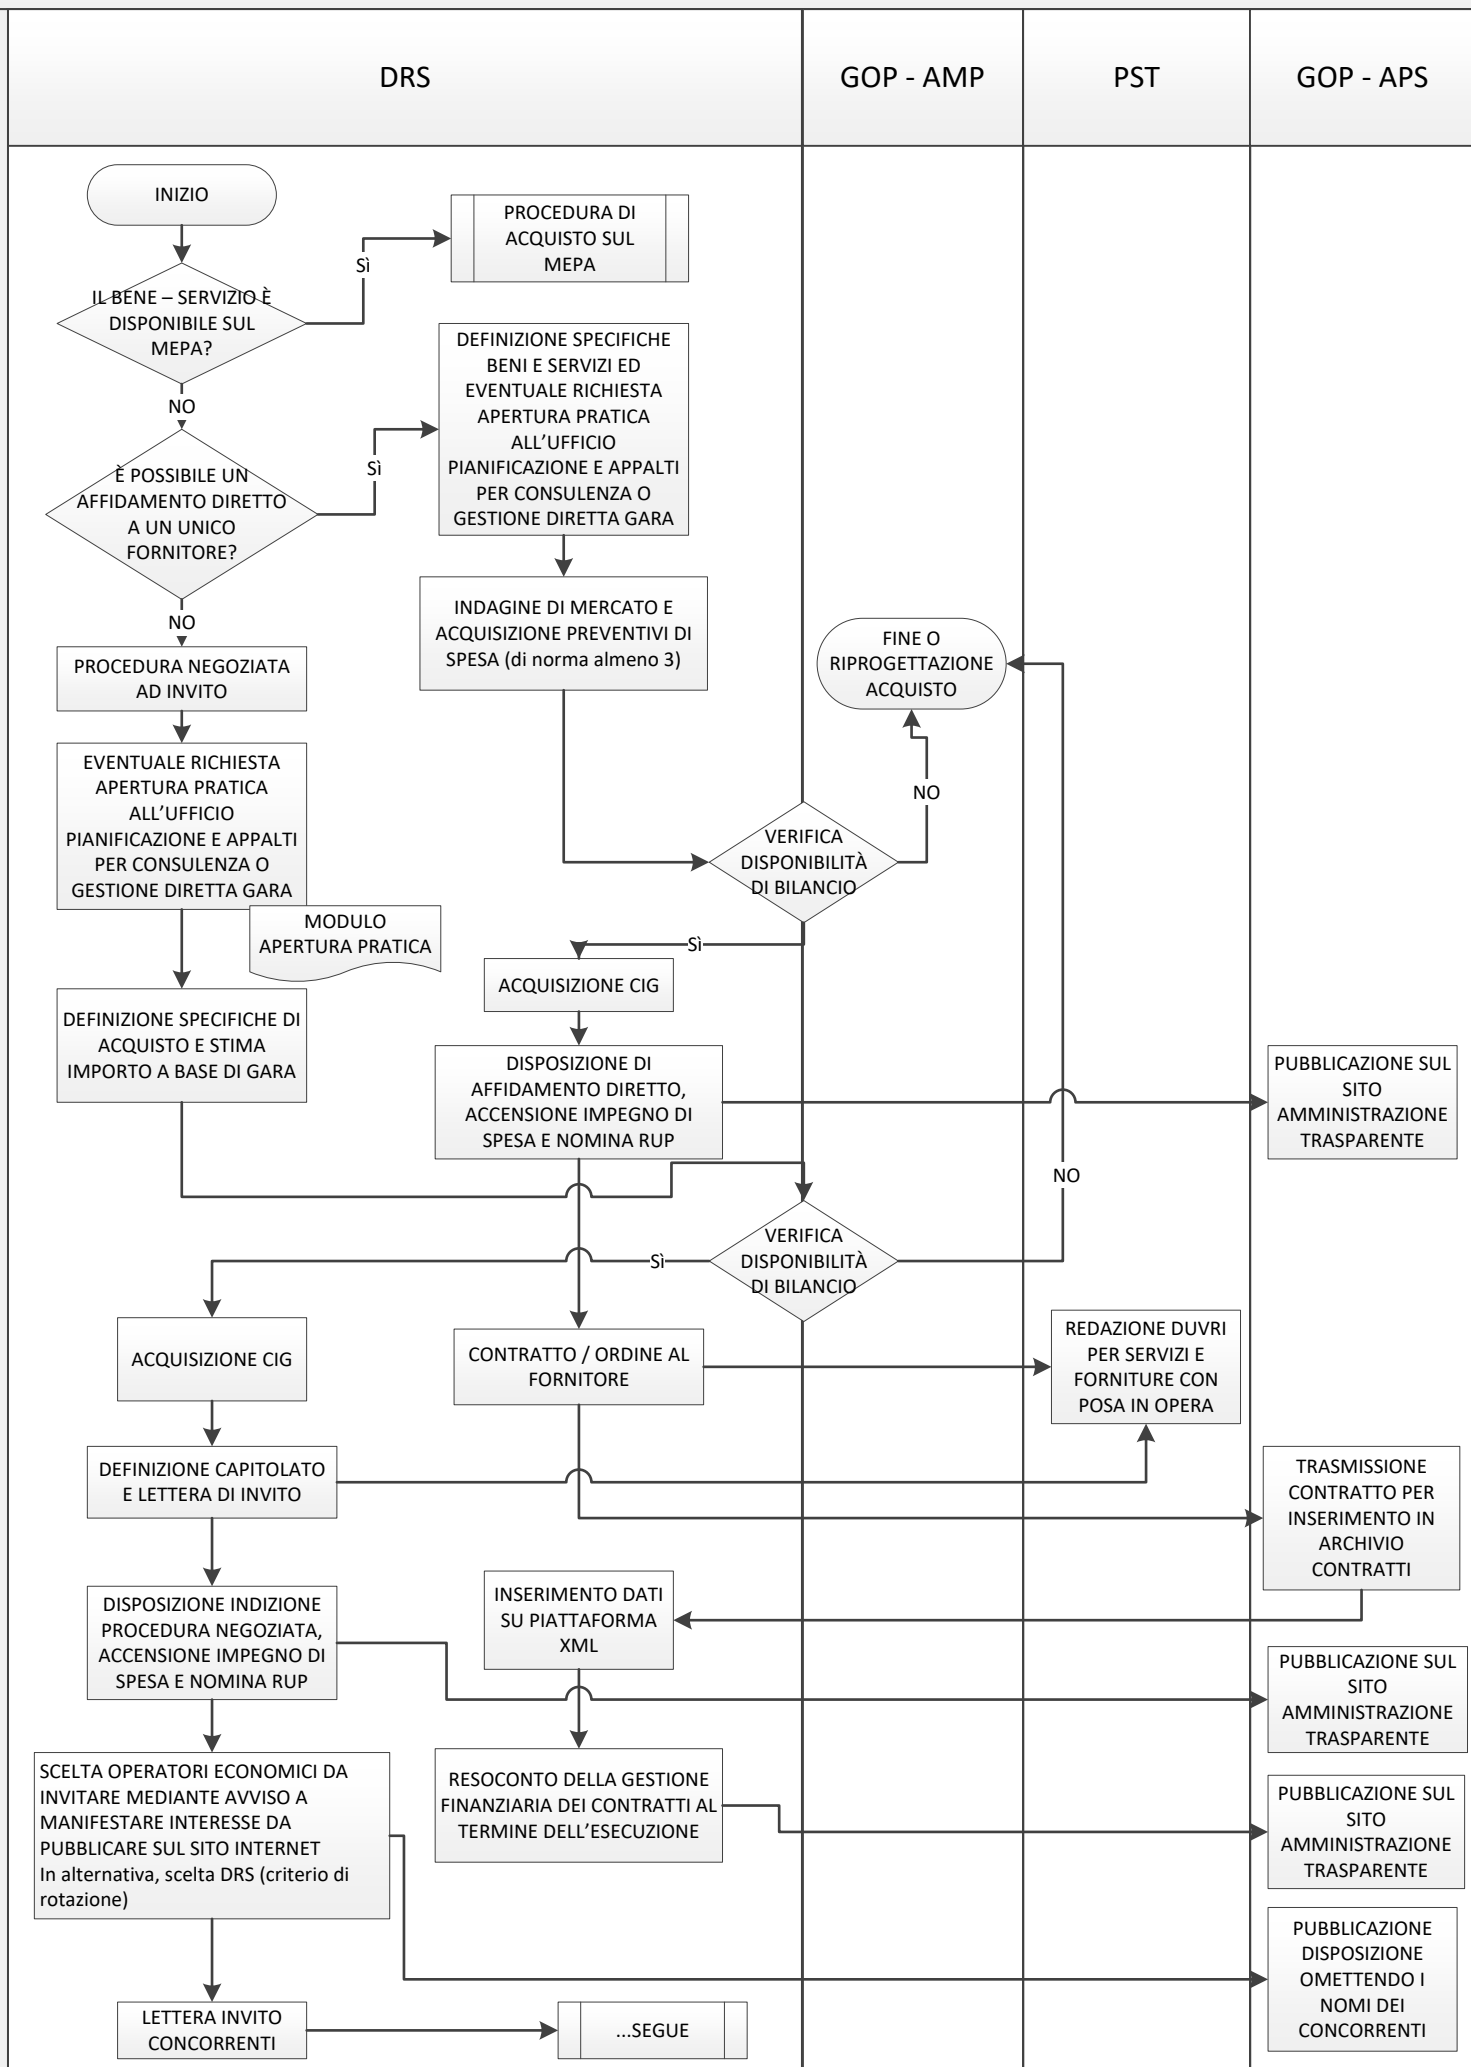 DRS
GOP - AMP
PST
GOP - APS
INIZIO
PROCEDURA DI
ACQUISTO SUL
MEPA
Sì
IL BENE – SERVIZIO È
DISPONIBILE SUL
MEPA?
NO
DEFINIZIONE SPECIFICHE
BENI E SERVIZI ED
EVENTUALE RICHIESTA
APERTURA PRATICA
ALL’UFFICIO
PIANIFICAZIONE E APPALTI
PER CONSULENZA O
GESTIONE DIRETTA GARA
Sì
È POSSIBILE UN
AFFIDAMENTO DIRETTO
A UN UNICO
FORNITORE?
NO
INDAGINE DI MERCATO E
ACQUISIZIONE PREVENTIVI DI
SPESA (di norma almeno 3)
FINE O
RIPROGETTAZIONE
ACQUISTO
PROCEDURA NEGOZIATA
AD INVITO
EVENTUALE RICHIESTA
APERTURA PRATICA
ALL’UFFICIO
PIANIFICAZIONE E APPALTI
PER CONSULENZA O
GESTIONE DIRETTA GARA
NO
VERIFICA
DISPONIBILITÀ
DI BILANCIO
MODULO
APERTURA PRATICA
Sì
ACQUISIZIONE CIG
DEFINIZIONE SPECIFICHE DI
ACQUISTO E STIMA
IMPORTO A BASE DI GARA
DISPOSIZIONE DI
AFFIDAMENTO DIRETTO,
ACCENSIONE IMPEGNO DI
SPESA E NOMINA RUP
PUBBLICAZIONE SUL
SITO
AMMINISTRAZIONE
TRASPARENTE
NO
VERIFICA
DISPONIBILITÀ
DI BILANCIO
Sì
ACQUISIZIONE CIG
CONTRATTO / ORDINE AL
FORNITORE
REDAZIONE DUVRI
PER SERVIZI E
FORNITURE CON
POSA IN OPERA
DEFINIZIONE CAPITOLATO
E LETTERA DI INVITO
TRASMISSIONE
CONTRATTO PER
INSERIMENTO IN
ARCHIVIO
CONTRATTI
DISPOSIZIONE INDIZIONE
PROCEDURA NEGOZIATA,
ACCENSIONE IMPEGNO DI
SPESA E NOMINA RUP
INSERIMENTO DATI
SU PIATTAFORMA
XML
PUBBLICAZIONE SUL
SITO
AMMINISTRAZIONE
TRASPARENTE
SCELTA OPERATORI ECONOMICI DA
INVITARE MEDIANTE AVVISO A
MANIFESTARE INTERESSE DA
PUBBLICARE SUL SITO INTERNET
In alternativa, scelta DRS (criterio di
rotazione)
RESOCONTO DELLA GESTIONE
FINANZIARIA DEI CONTRATTI AL
TERMINE DELL’ESECUZIONE
PUBBLICAZIONE SUL
SITO
AMMINISTRAZIONE
TRASPARENTE
PUBBLICAZIONE
DISPOSIZIONE
OMETTENDO I
NOMI DEI
CONCORRENTI
LETTERA INVITO
CONCORRENTI
...SEGUE